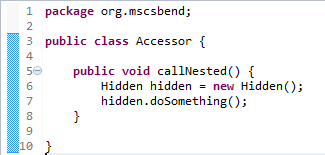 1 package org.mscsbend;
2
3 public class Accessor {
4
5 public void callNested() {
6 Hidden hidden = new Hidden();
7 hidden.doSomething();
8 }
9
10 }